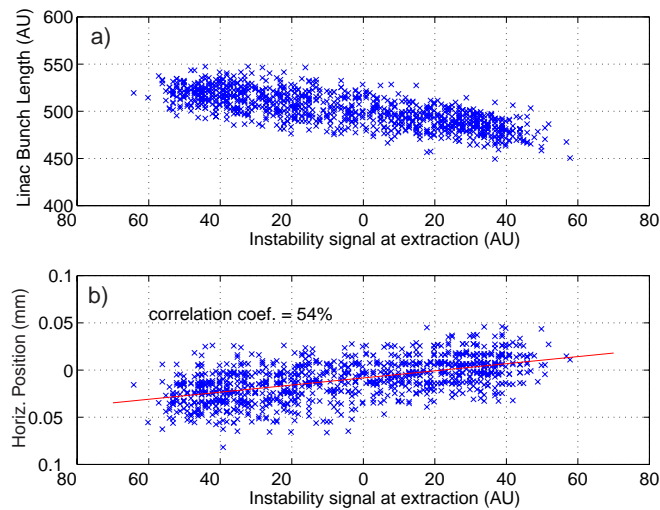 a)
Linac Bunch Length (AU)
600
550
500
450
400
80 60 40 20 0 20 40 60 80
Instability signal at extraction (AU)
b)
correlation coef. = 54%
Horiz. Position (mm)
0.1
0.05
0
0.05
0.1
80 60 40 20 0 20 40 60 80
Instability signal at extraction (AU)